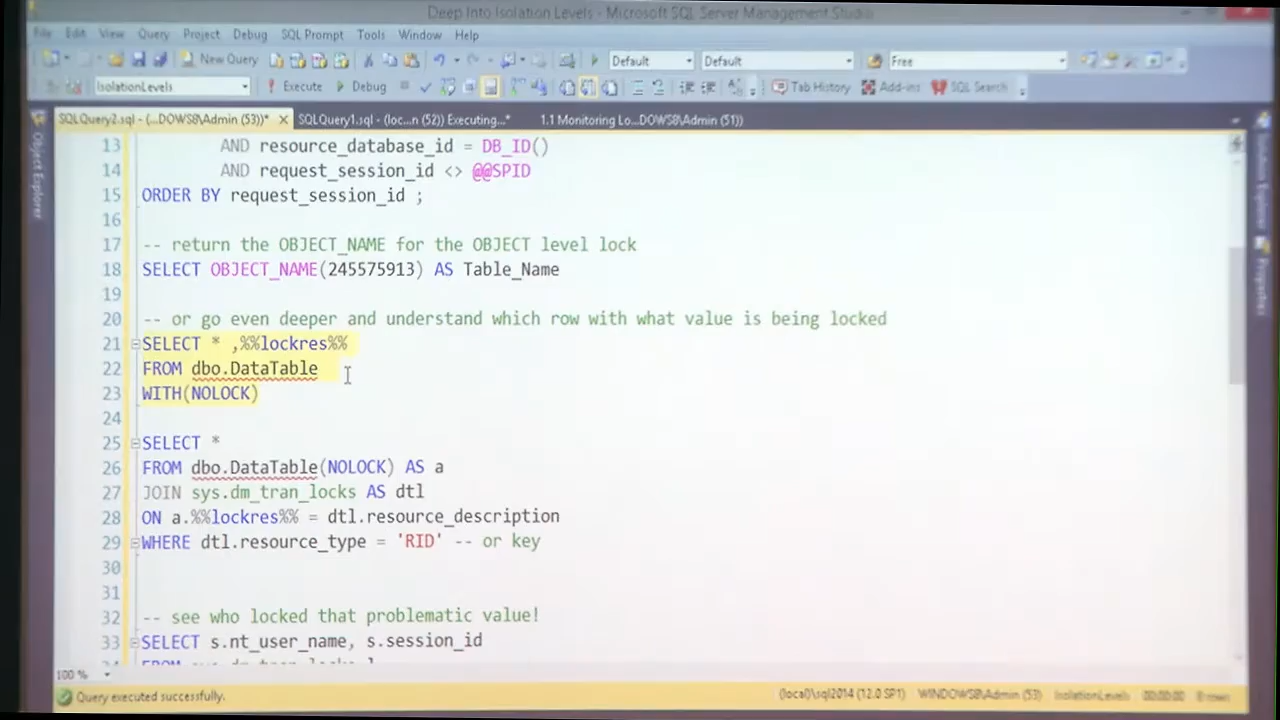 Deep Into Isolation Levels - Microsoft SQL Server Management Studio
File Edit View Query Project Debug SQL Prompt Tools Window Help
New Query Default Default Free
IsolationLevels Execute Debug Tab History Add-ins SQL Search
SQLQuery2.sql - (...DOWS8\Admin (53))* SQLQuery1.sql - (loc...n (52)) Executing...* 1.1 Monitoring Lo...DOWS8\Admin (51))
Object Explorer
Solution Explorer
Properties
13 AND resource_database_id = DB_ID()
14 AND request_session_id <> @@SPID
15 ORDER BY request_session_id ;
16
17 -- return the OBJECT_NAME for the OBJECT level lock
18 SELECT OBJECT_NAME(245575913) AS Table_Name
19
20 -- or go even deeper and understand which row with what value is being locked
21 SELECT * ,%%lockres%%
22 FROM dbo.DataTable
23 WITH(NOLOCK)
24
25 SELECT *
26 FROM dbo.DataTable(NOLOCK) AS a
27 JOIN sys.dm_tran_locks AS dtl
28 ON a.%%lockres%% = dtl.resource_description
29 WHERE dtl.resource_type = 'RID' -- or key
30
31
32 -- see who locked that problematic value!
33 SELECT s.nt_user_name, s.session_id
100 %
Query executed successfully. (local)\sql2014 (12.0 SP1) WINDOWS8\Admin (53) IsolationLevels 00:00:00 rows